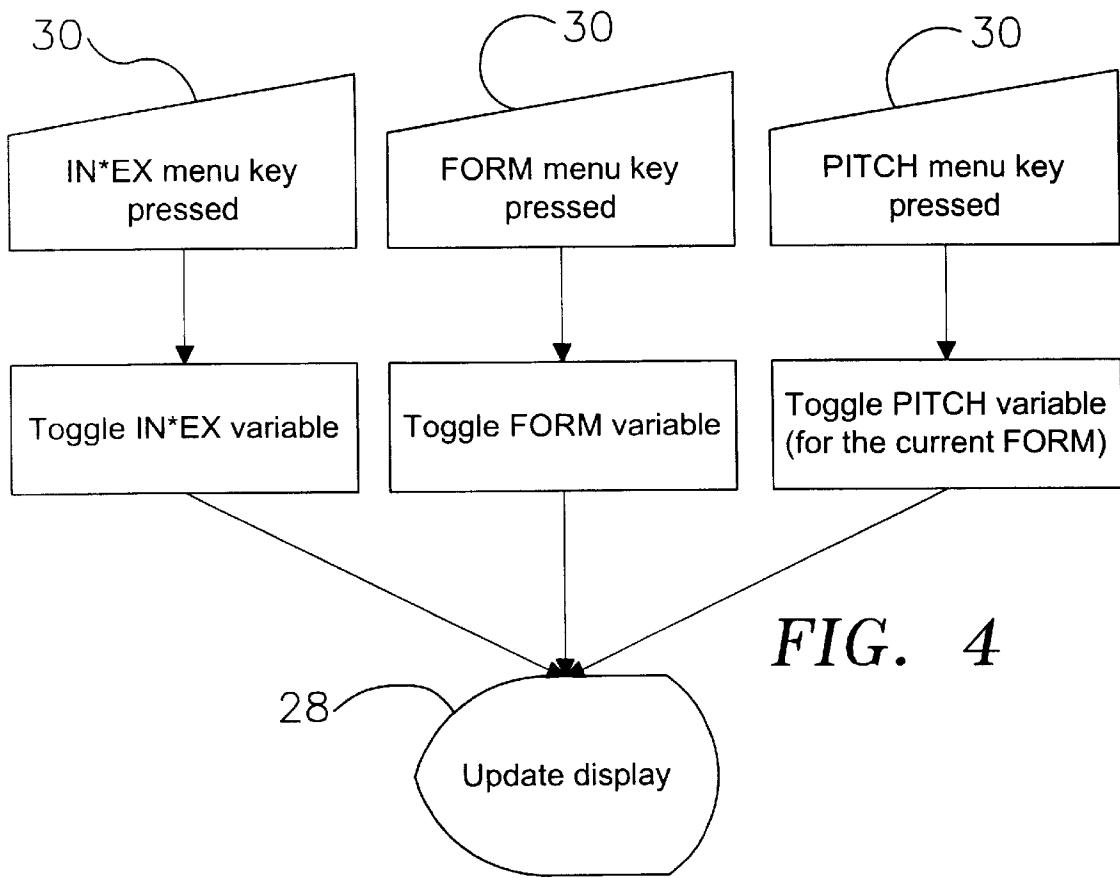 30
30
30
IN*EX menu key
pressed
FORM menu key
pressed
PITCH menu key
pressed
Toggle IN*EX variable
Toggle FORM variable
Toggle PITCH variable
(for the current FORM)
FIG. 4
28
Update display